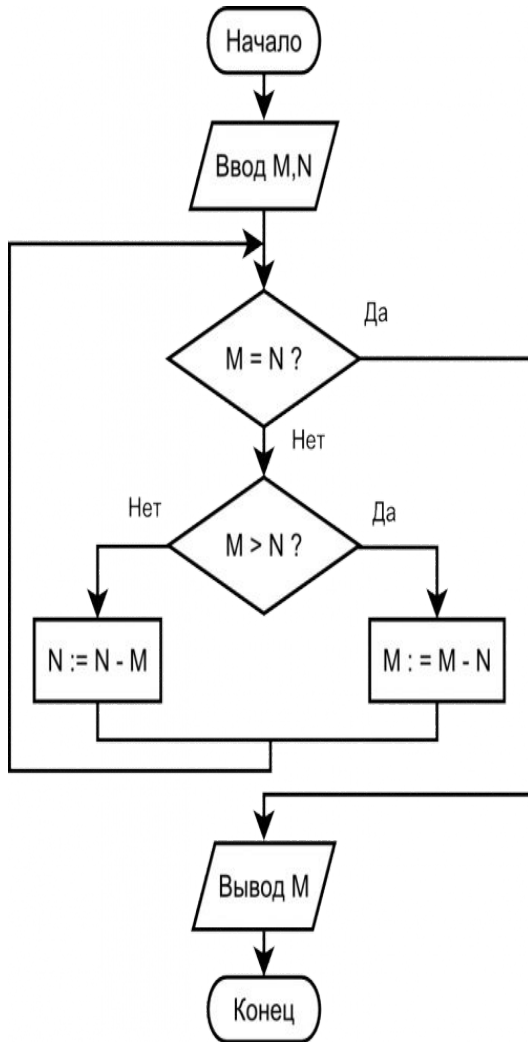 Начало
Ввод M,N
Да
M = N ?
Нет
Нет
Да
M > N ?
N := N - M
M : = M - N
Вывод M
Конец